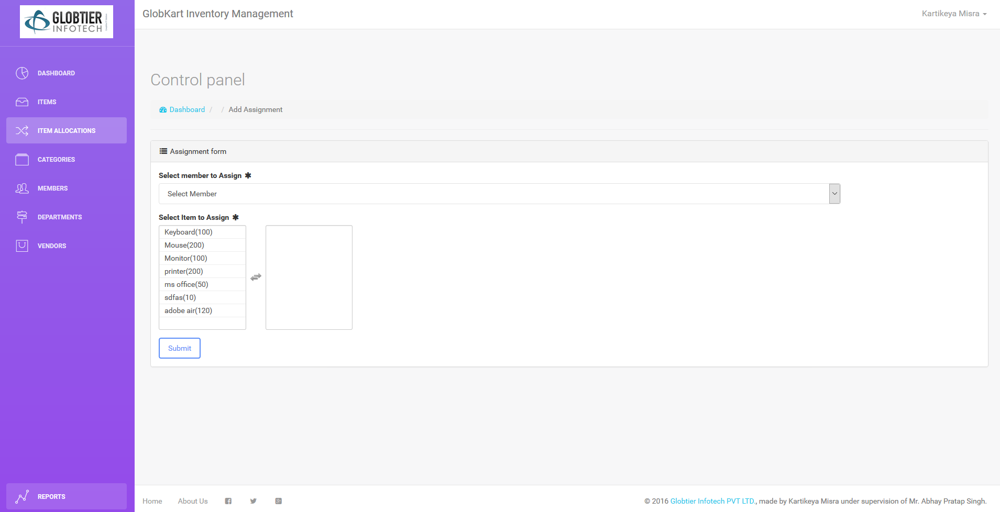 GLOBTIER
INFOTECH
GlobKart Inventory Management
Kartikeya Misra
DASHBOARD
ITEMS
ITEM ALLOCATIONS
CATEGORIES
MEMBERS
DEPARTMENTS
VENDORS
REPORTS
Control panel
Dashboard / / Add Assignment
Assignment form
Select member to Assign ✱
Select Member
Select Item to Assign ✱
Keyboard(100)
Mouse(200)
Monitor(100)
printer(200)
ms office(50)
sdfas(10)
adobe air(120)
Submit
Home About Us
© 2016 Globtier Infotech PVT LTD., made by Kartikeya Misra under supervision of Mr. Abhay Pratap Singh.